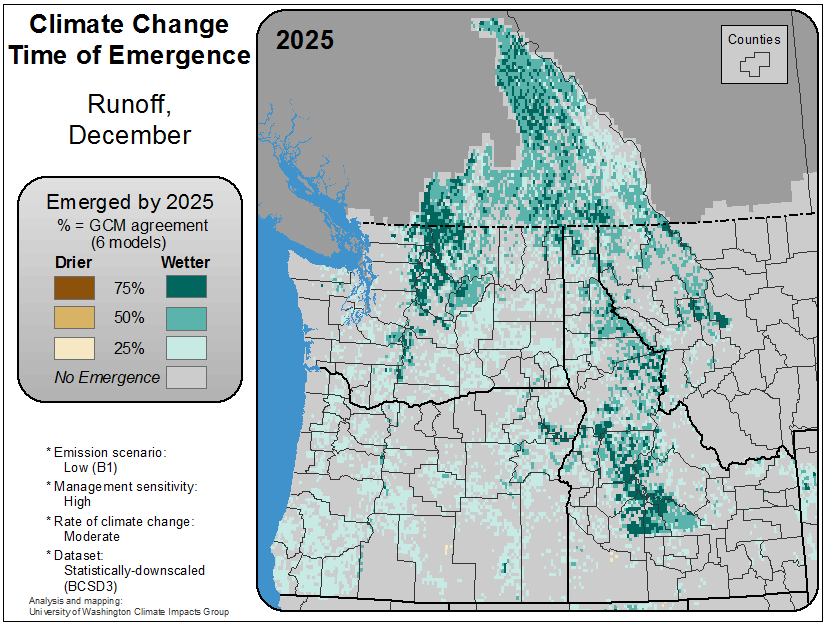 Climate Change
Time of Emergence
Runoff,
December
Emerged by 2025
% = GCM agreement
(6 models)
Drier Wetter
75%
50%
25%
No Emergence
* Emission scenario:
Low (B1)
* Management sensitivity:
High
* Rate of climate change:
Moderate
* Dataset:
Statistically-downscaled
(BCSD3)
Analysis and mapping:
University of Washington Climate Impacts Group
2025
Counties